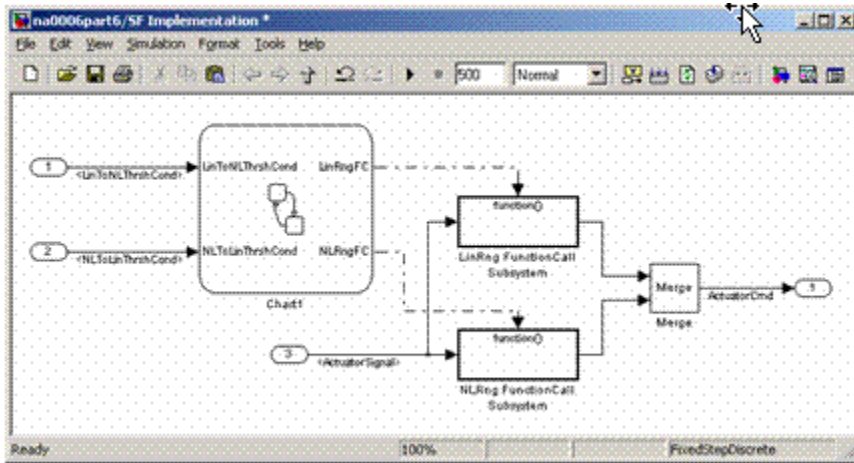 na0006part6/SF Implementation *
File Edit View Simulation Format Tools Help
500 Normal
1
<LinToNLThrshCond>
LinToNLThrshCond
LinRngFC
function()
LinRng FunctionCall
Subsystem
2
<NLToLinThrshCond>
NLToLinThrshCond
NLRngFC
Chart1
Merge
Merge
ActuatorCmd
1
3
<ActuatorSignal>
function()
NLRng FunctionCall
Subsystem
Ready 100% FixedStepDiscrete